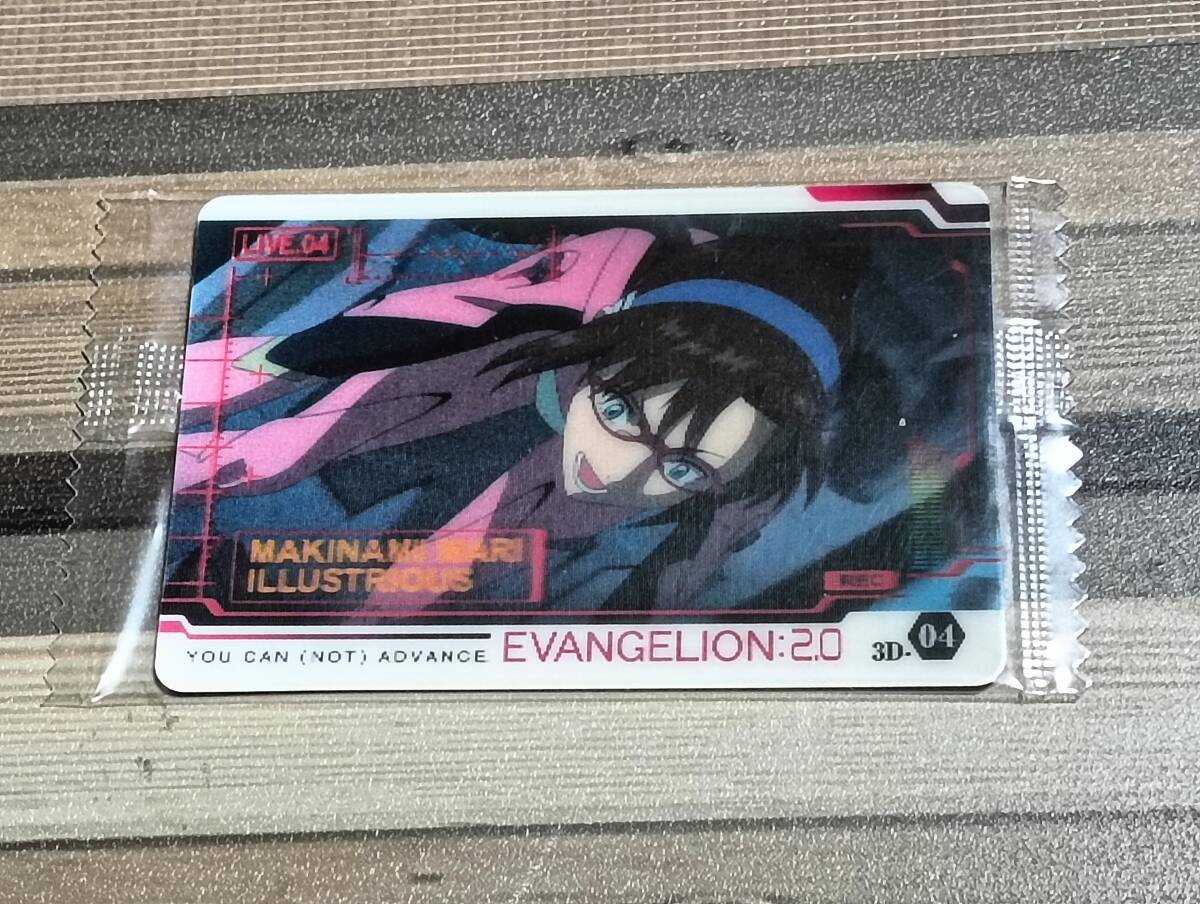 LIVE.04
MAKINAMI MARI
ILLUSTRIOUS
REC
YOU CAN (NOT) ADVANCE EVANGELION:2.0 3D-04